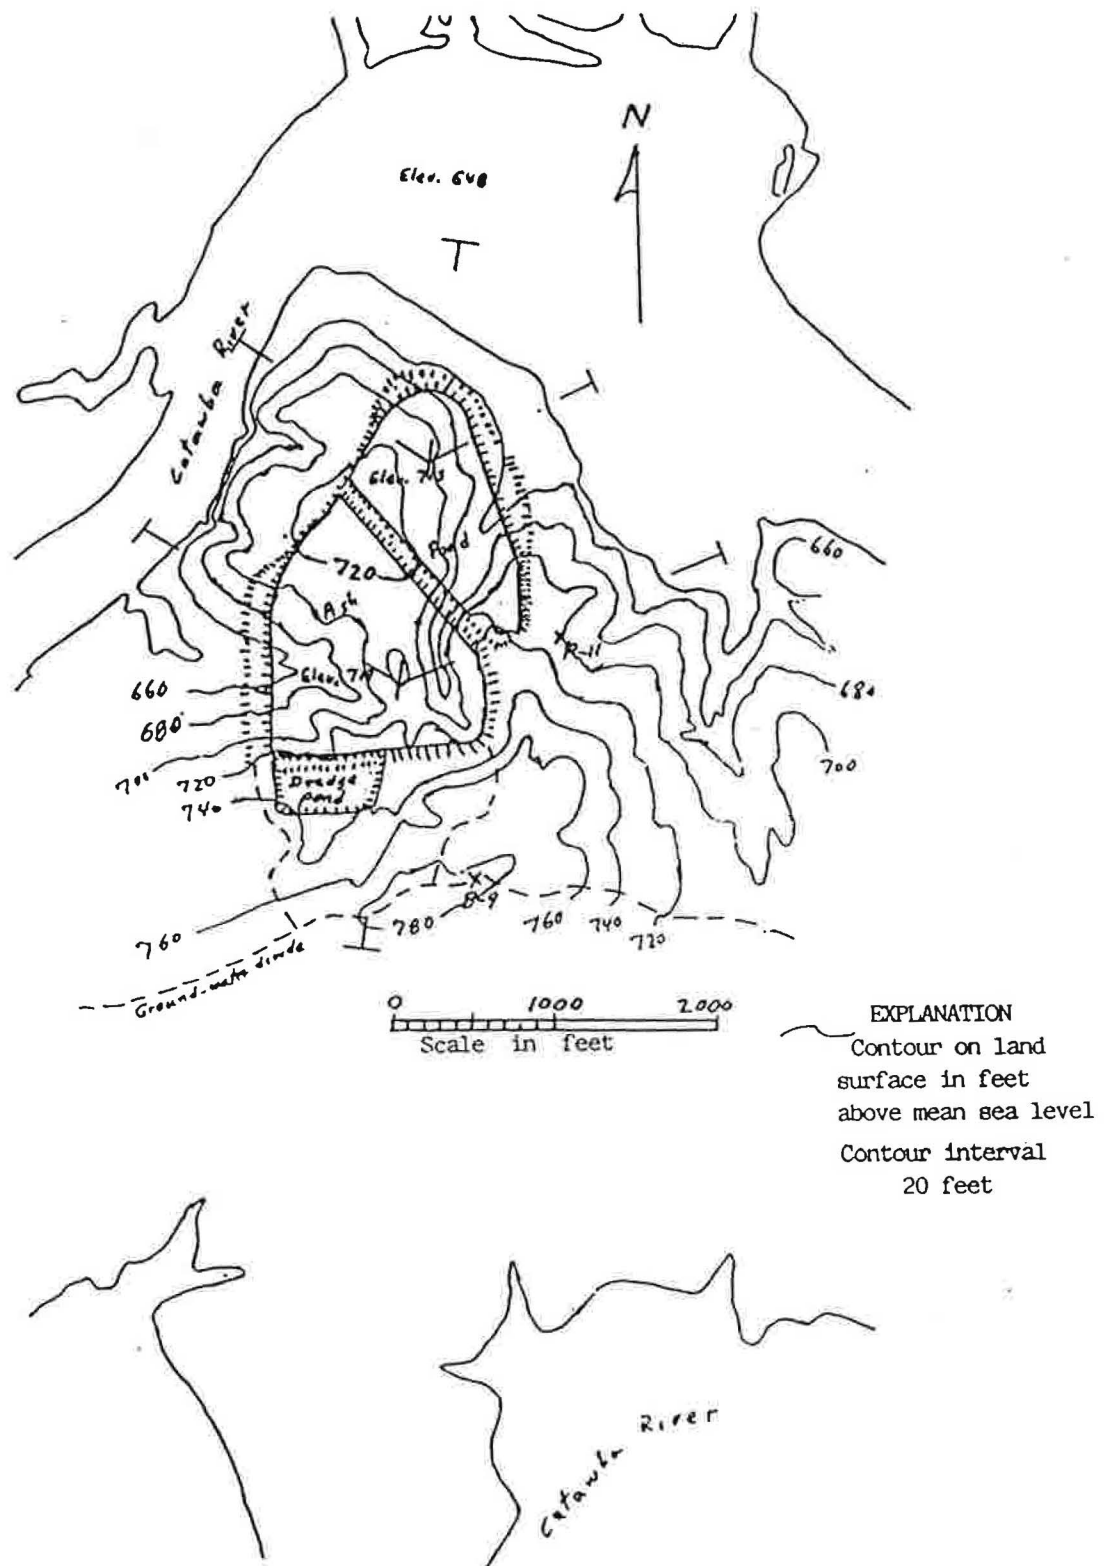 N
Elev. 648
Catawba River
660
Elev. 713
Pond
720
Ash
Elev.
660
680
700
720
740
Dredge
Pond
680
700
B-9
780
760
740
720
760
Ground-water divide
0 1000 2000
Scale in feet
EXPLANATION
Contour on land
surface in feet
above mean sea level
Contour interval
20 feet
Catawba River